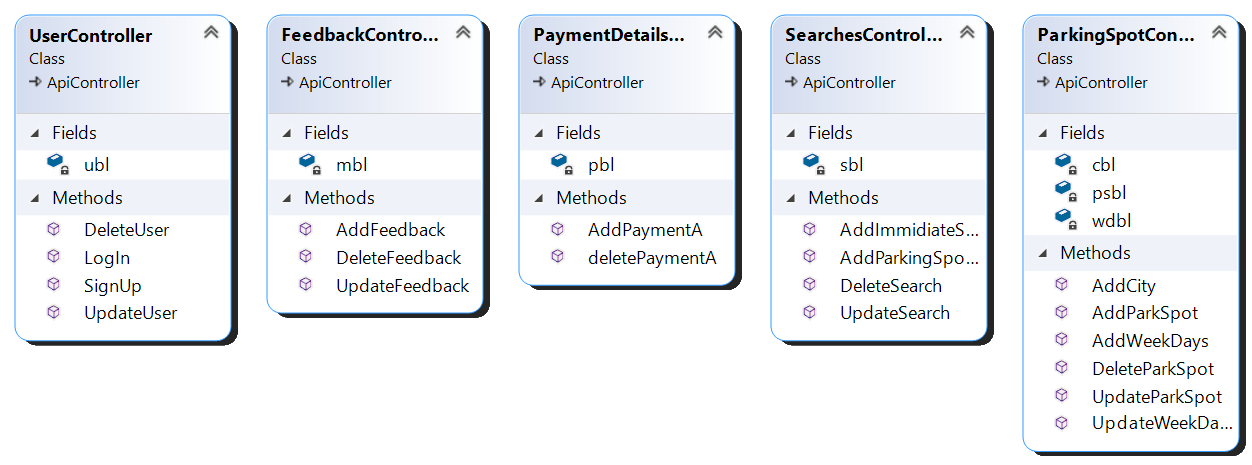 UserController
Class
ApiController
Fields
ubl
Methods
DeleteUser
LogIn
SignUp
UpdateUser
FeedbackContro...
Class
ApiController
Fields
mbl
Methods
AddFeedback
DeleteFeedback
UpdateFeedback
PaymentDetails...
Class
ApiController
Fields
pbl
Methods
AddPaymentA
deletePaymentA
SearchesControl...
Class
ApiController
Fields
sbl
Methods
AddImmidiateS...
AddParkingSpo...
DeleteSearch
UpdateSearch
ParkingSpotCon...
Class
ApiController
Fields
cbl
psbl
wdbl
Methods
AddCity
AddParkSpot
AddWeekDays
DeleteParkSpot
UpdateParkSpot
UpdateWeekDa...